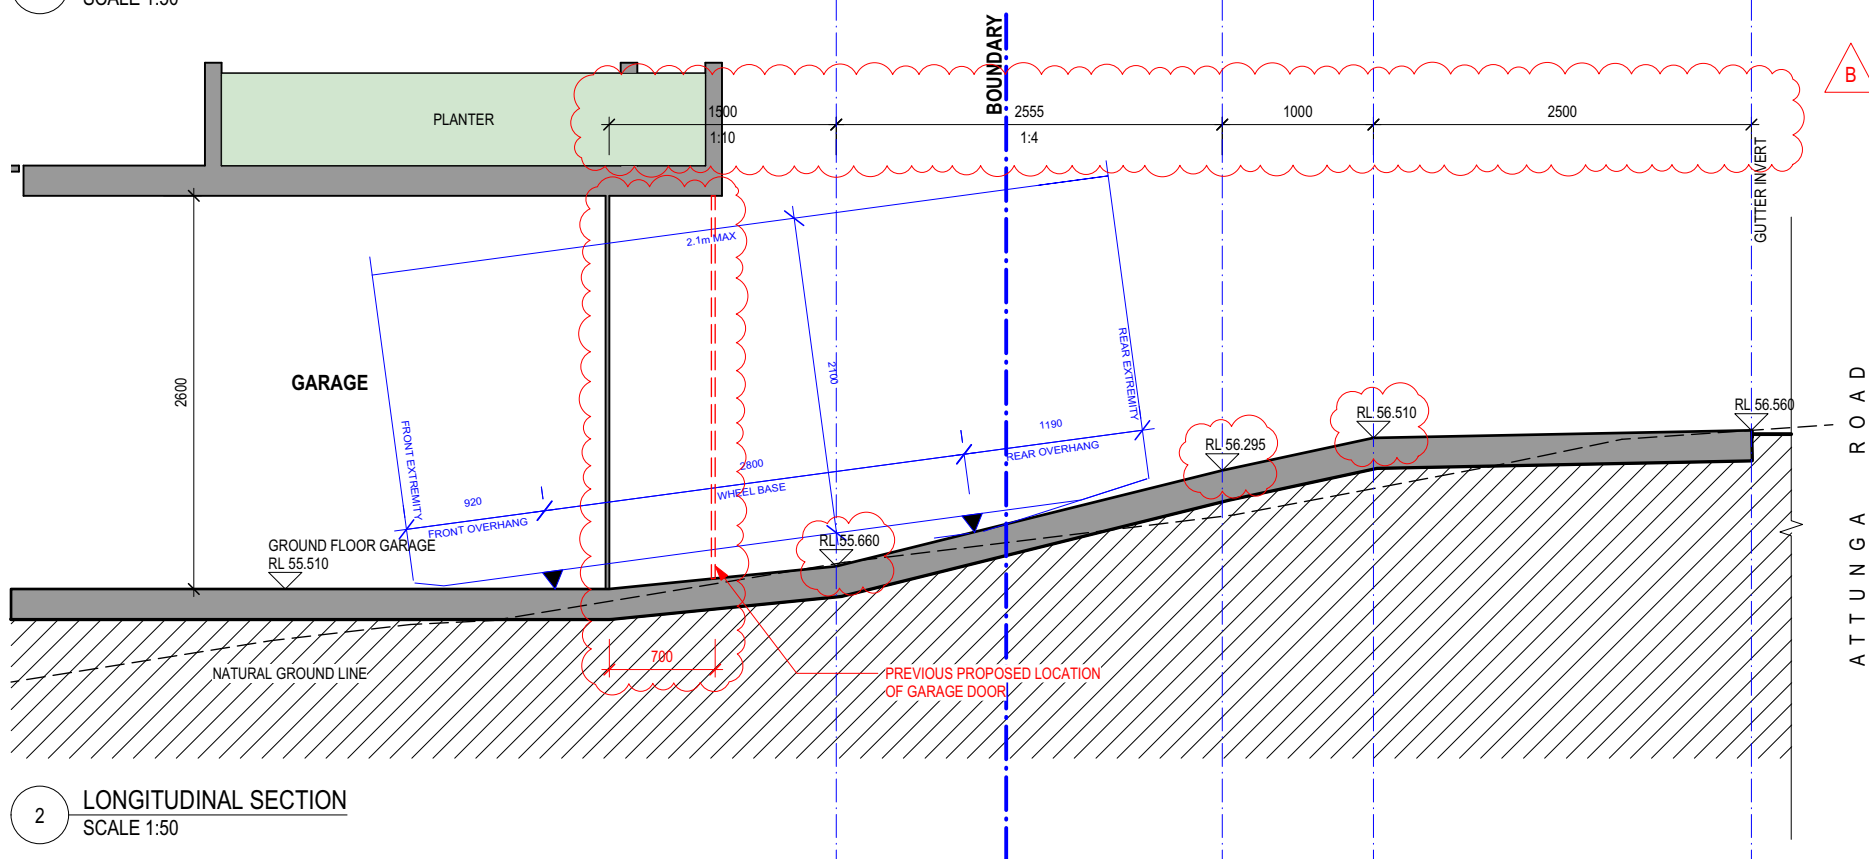 SCALE 1:50
BOUNDARY
B
PLANTER
1500
2555
1000
2500
1:10
1:4
GUTTER INVERT
2.1m MAX
2100
REAR EXTREMITY
2600
GARAGE
FRONT EXTREMITY
1190
REAR OVERHANG
2800
WHEEL BASE
920
FRONT OVERHANG
RL 56.560
RL 56.510
RL 56.295
RL 55.660
GROUND FLOOR GARAGE
RL 55.510
ATTUNGA ROAD
700
NATURAL GROUND LINE
PREVIOUS PROPOSED LOCATION
OF GARAGE DOOR
2
LONGITUDINAL SECTION
SCALE 1:50